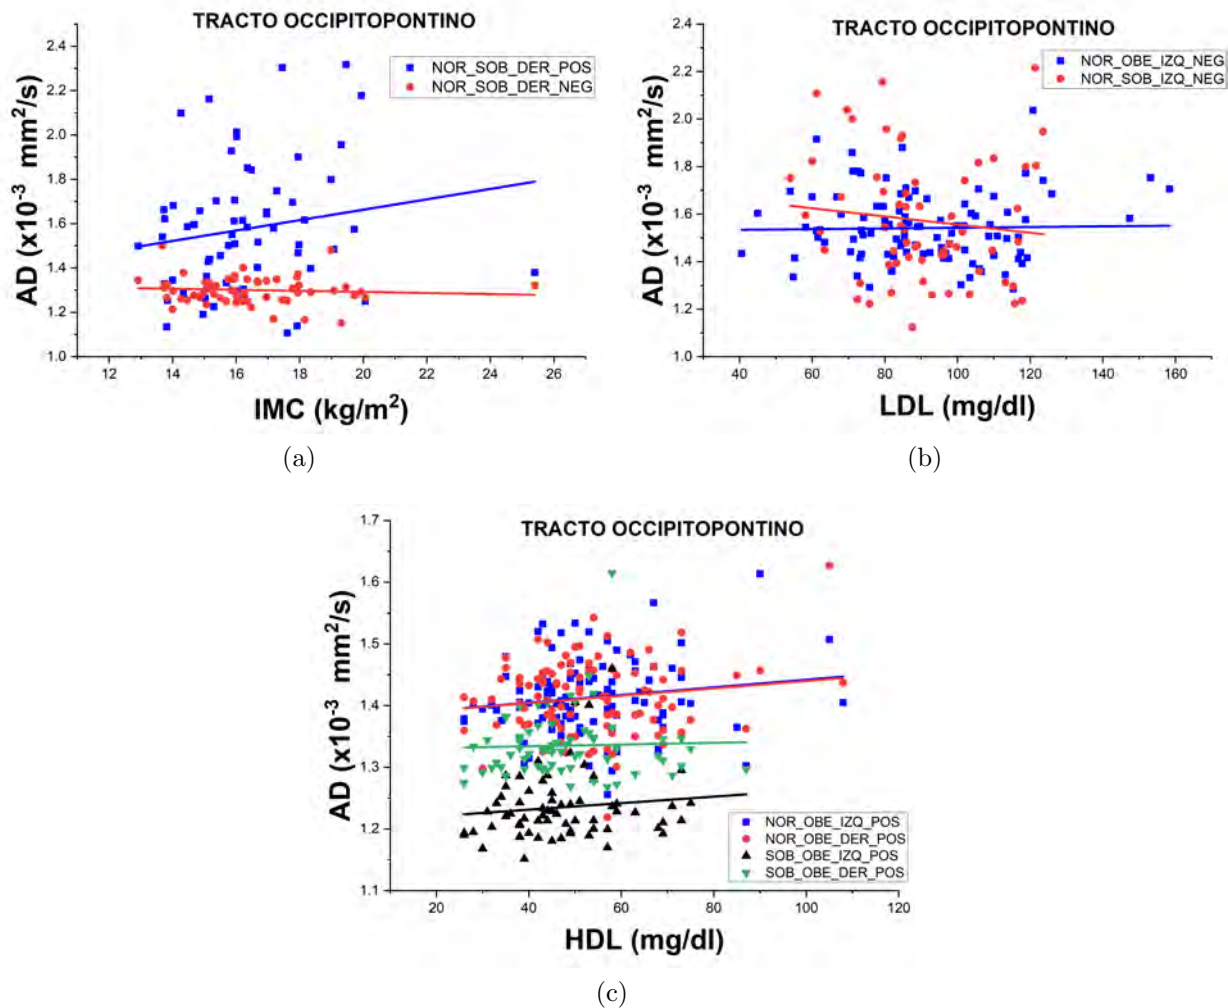 TRACTO OCCIPITOPONTINO
NOR_SOB_DER_POS
NOR_SOB_DER_NEG
AD (x10⁻³ mm²/s)
2.4
2.2
2.0
1.8
1.6
1.4
1.2
1.0
12 14 16 18 20 22 24 26
IMC (kg/m²)
(a)
TRACTO OCCIPITOPONTINO
NOR_OBE_IZQ_NEG
NOR_SOB_IZQ_NEG
AD (x10⁻³ mm²/s)
2.4
2.2
2.0
1.8
1.6
1.4
1.2
1.0
40 60 80 100 120 140 160
LDL (mg/dl)
(b)
TRACTO OCCIPITOPONTINO
AD (x10⁻³ mm²/s)
1.7
1.6
1.5
1.4
1.3
1.2
1.1
NOR_OBE_IZQ_POS
NOR_OBE_DER_POS
SOB_OBE_IZQ_POS
SOB_OBE_DER_POS
20 40 60 80 100 120
HDL (mg/dl)
(c)